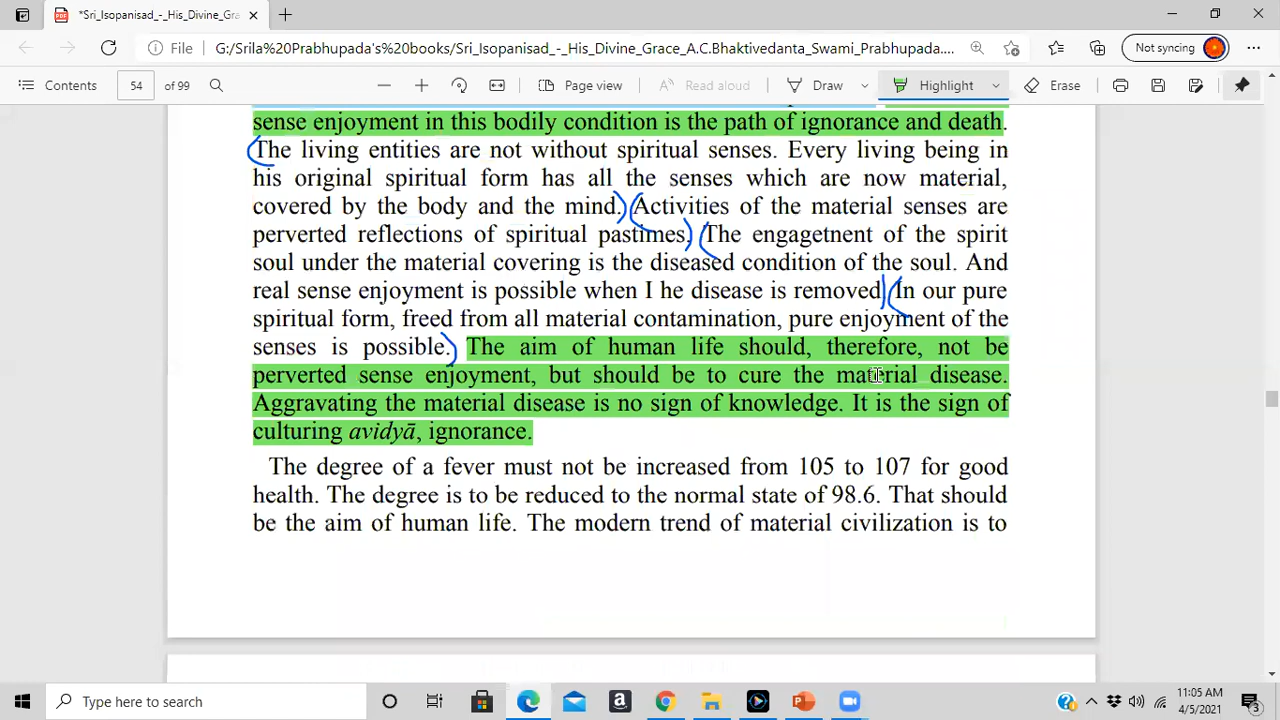 *Sri_Isopanisad_-_His_Divine_Gra
File G:/Srila%20Prabhupada's%20books/Sri_Isopanisad_-_His_Divine_Grace_A.C.Bhaktivedanta_Swami_Prabhupada.... Not syncing
Contents 54 of 99 Page view Read aloud Draw Highlight Erase
sense enjoyment in this bodily condition is the path of ignorance and death.
The living entities are not without spiritual senses. Every living being in
his original spiritual form has all the senses which are now material,
covered by the body and the mind. Activities of the material senses are
perverted reflections of spiritual pastimes. The engagetnent of the spirit
soul under the material covering is the diseased condition of the soul. And
real sense enjoyment is possible when I he disease is removed. In our pure
spiritual form, freed from all material contamination, pure enjoyment of the
senses is possible. The aim of human life should, therefore, not be
perverted sense enjoyment, but should be to cure the material disease.
Aggravating the material disease is no sign of knowledge. It is the sign of
culturing avidyā, ignorance.
The degree of a fever must not be increased from 105 to 107 for good
health. The degree is to be reduced to the normal state of 98.6. That should
be the aim of human life. The modern trend of material civilization is to
Type here to search
11:05 AM
4/5/2021
3